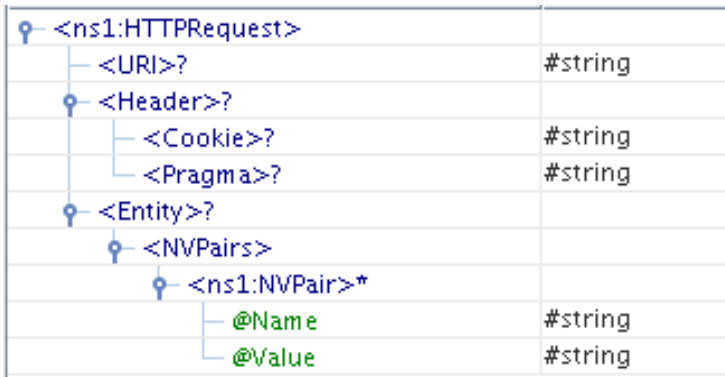 <ns1:HTTPRequest>
<URI>? #string
<Header>?
<Cookie>? #string
<Pragma>? #string
<Entity>?
<NVPairs>
<ns1:NVPair>*
@Name #string
@Value #string